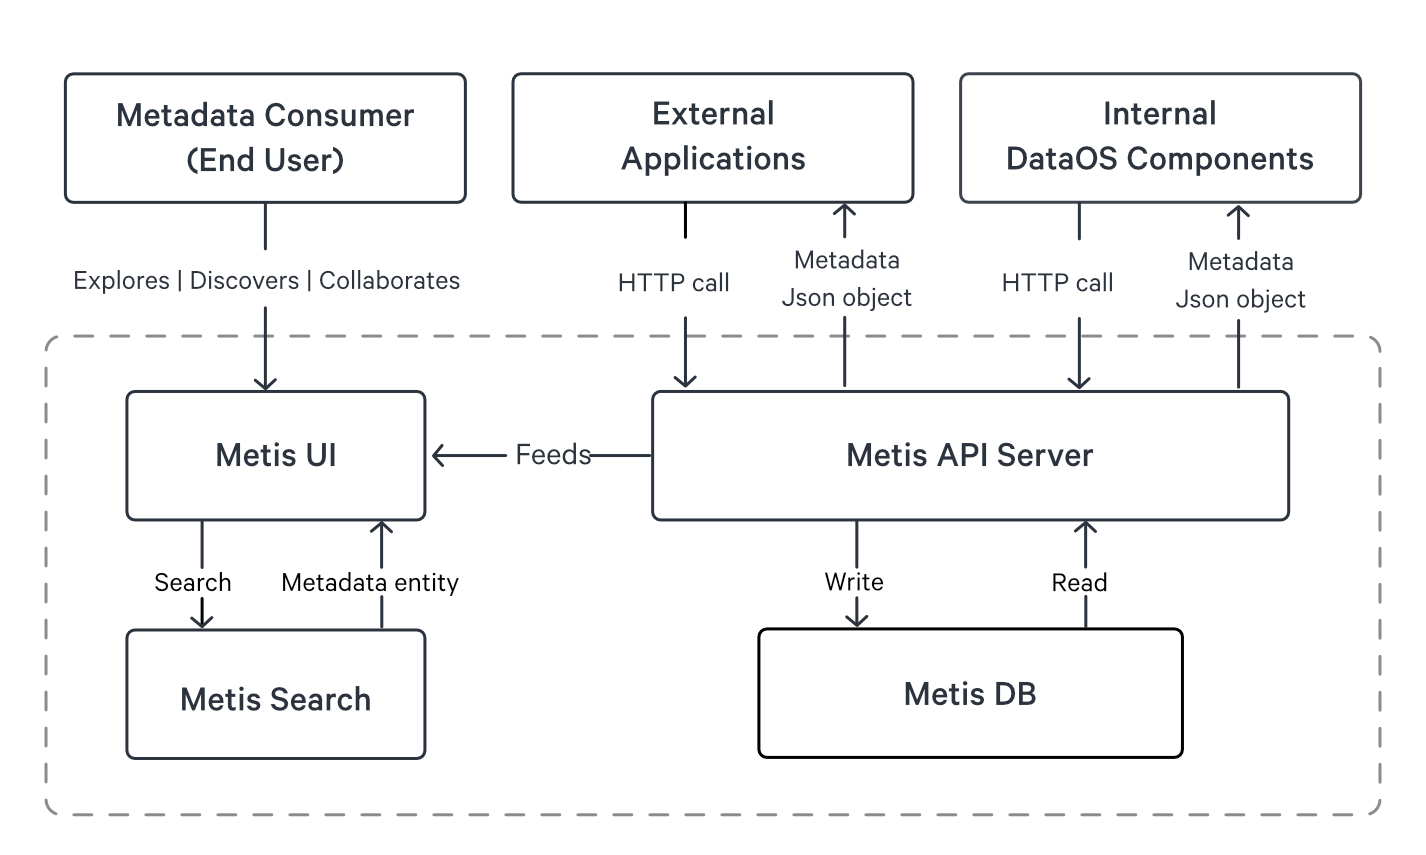 Metadata Consumer
(End User)
External
Applications
Internal
DataOS Components
Explores | Discovers | Collaborates
HTTP call
Metadata
Json object
HTTP call
Metadata
Json object
Metis UI
Feeds
Metis API Server
Search
Metadata entity
Write
Read
Metis Search
Metis DB